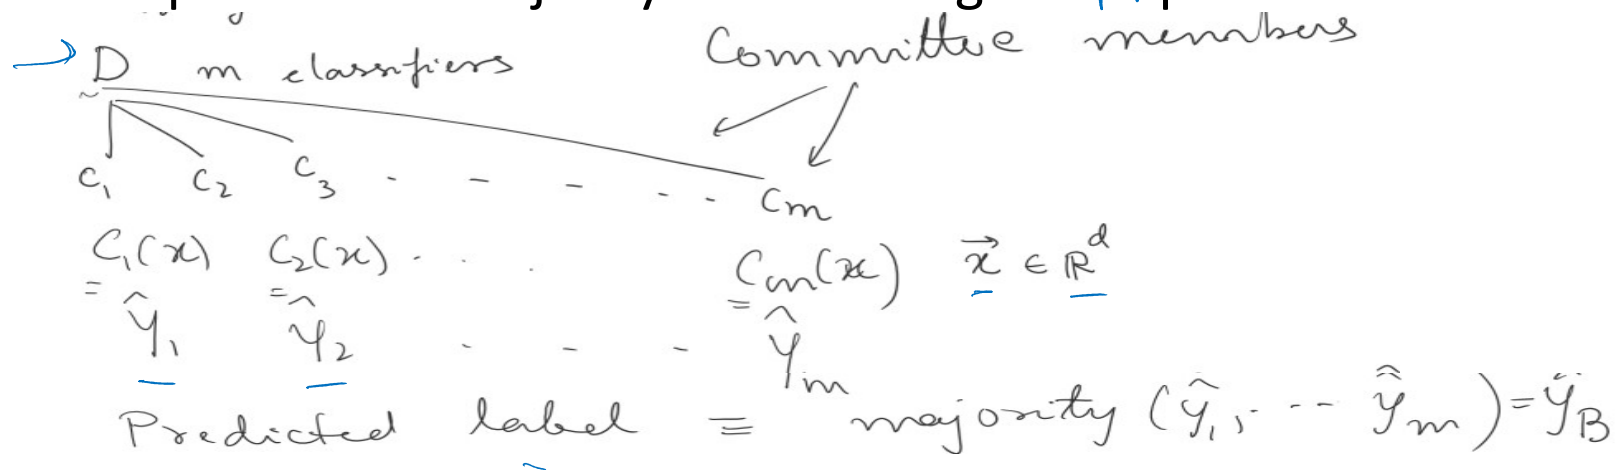 D m classifiers Committee members
C₁ C₂ C₃ - - - - - Cm
C₁(x) C₂(x) . . . Cm(x) x⃗ ∈ ℝᵈ
= = =
ŷ₁ ŷ₂ - - - ŷm
Predicted label ≡ majority (ŷ₁, - - - ŷm) = ŷB